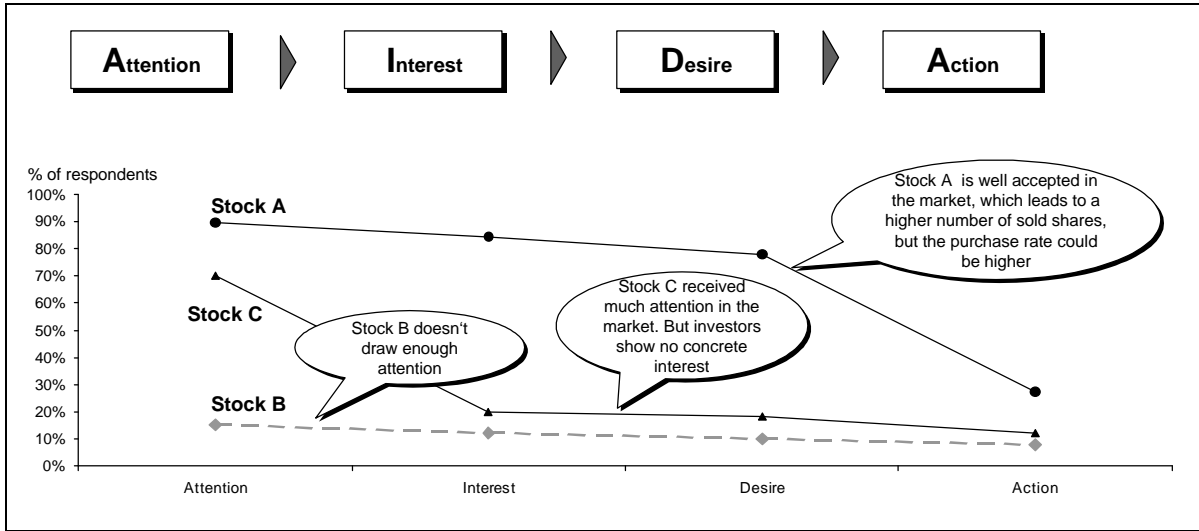 Attention
Interest
Desire
Action
% of respondents
100%
90%
80%
70%
60%
50%
40%
30%
20%
10%
0%
Stock A
Stock C
Stock B
Stock A is well accepted in
the market, which leads to a
higher number of sold shares,
but the purchase rate could
be higher
Stock C received
much attention in the
market. But investors
show no concrete
interest
Stock B doesn‘t
draw enough
attention
Attention
Interest
Desire
Action